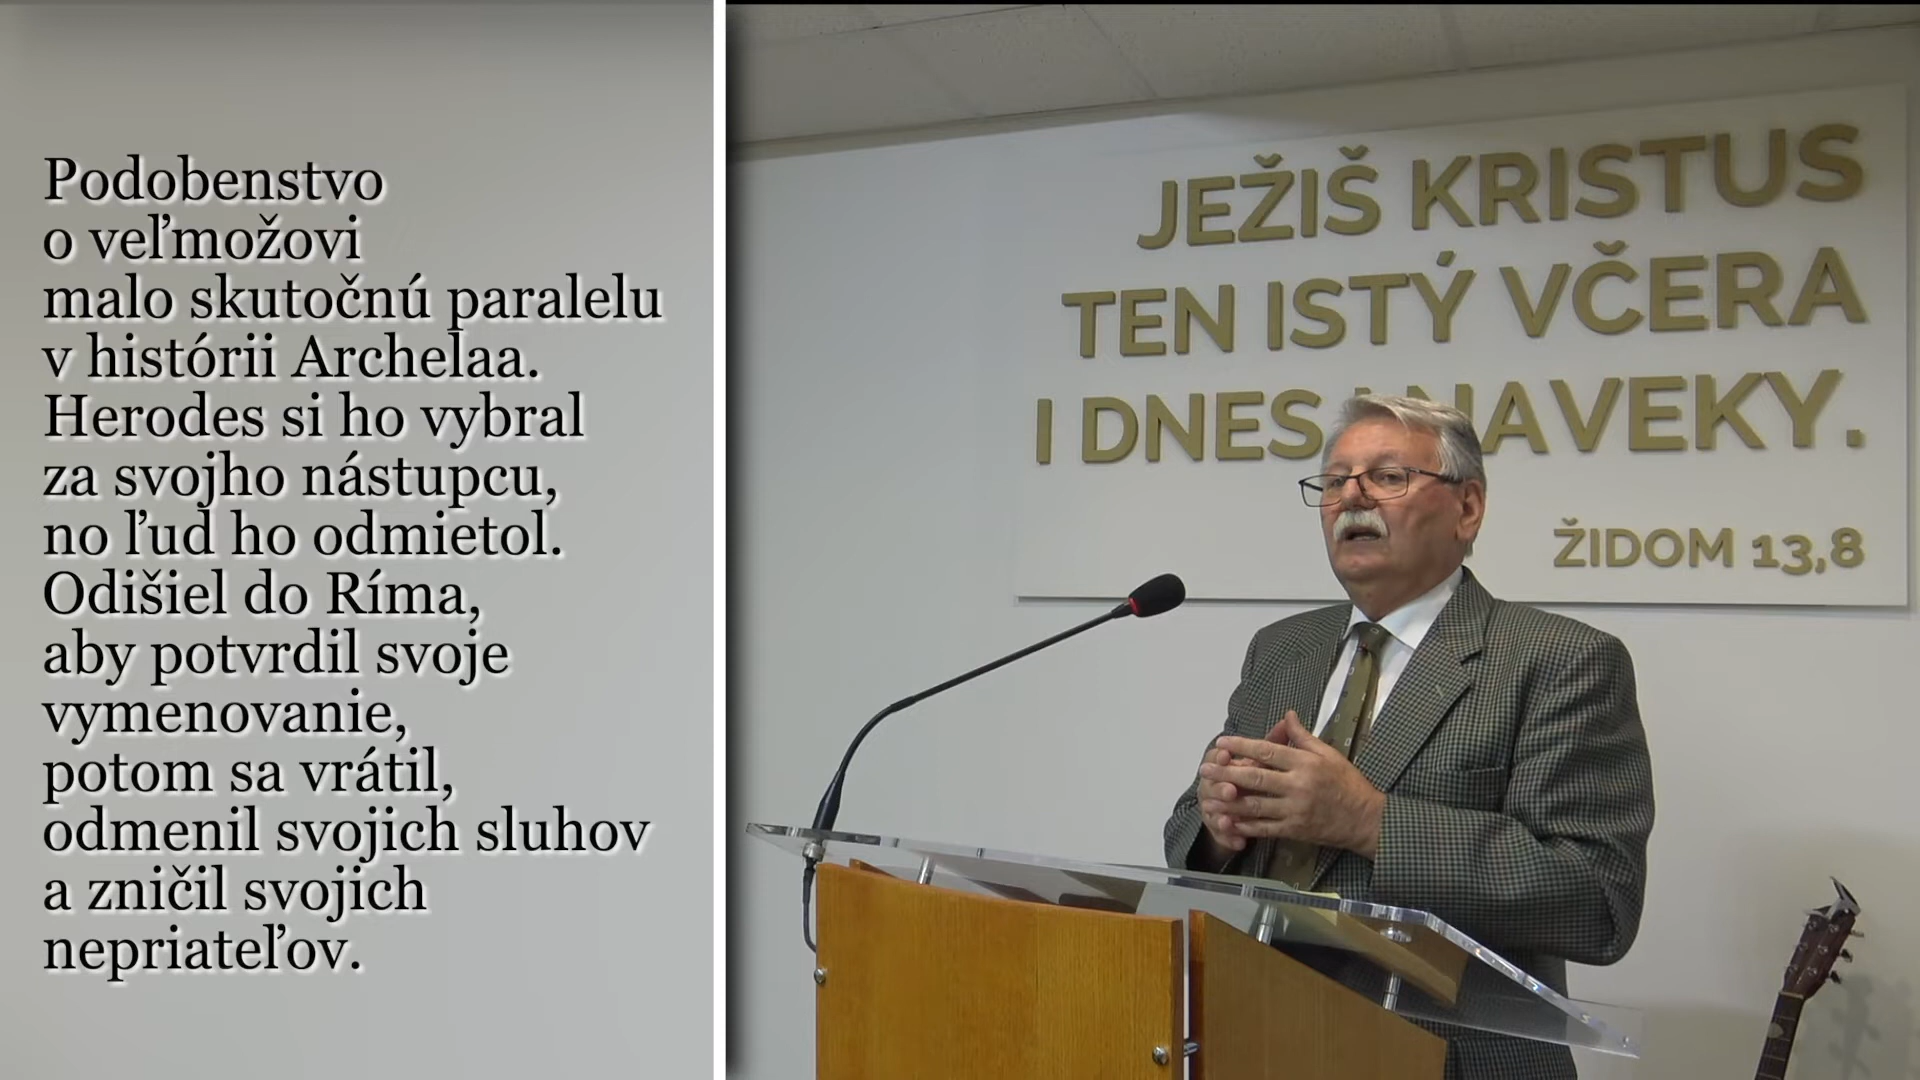 Podobenstvo
o veľmožovi
malo skutočnú paralelu
v histórii Archelaa.
Herodes si ho vybral
za svojho nástupcu,
no ľud ho odmietol.
Odišiel do Ríma,
aby potvrdil svoje
vymenovanie,
potom sa vrátil,
odmenil svojich sluhov
a zničil svojich
nepriateľov.
JEŽIŠ KRISTUS
TEN ISTÝ VČERA
I DNES I NAVEKY.
ŽIDOM 13,8